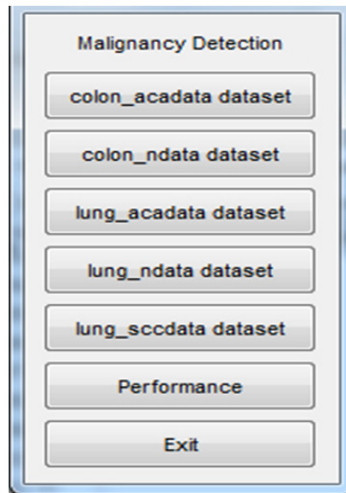 Malignancy Detection
colon_acadata dataset
colon_ndata dataset
lung_acadata dataset
lung_ndata dataset
lung_sccdata dataset
Performance
Exit